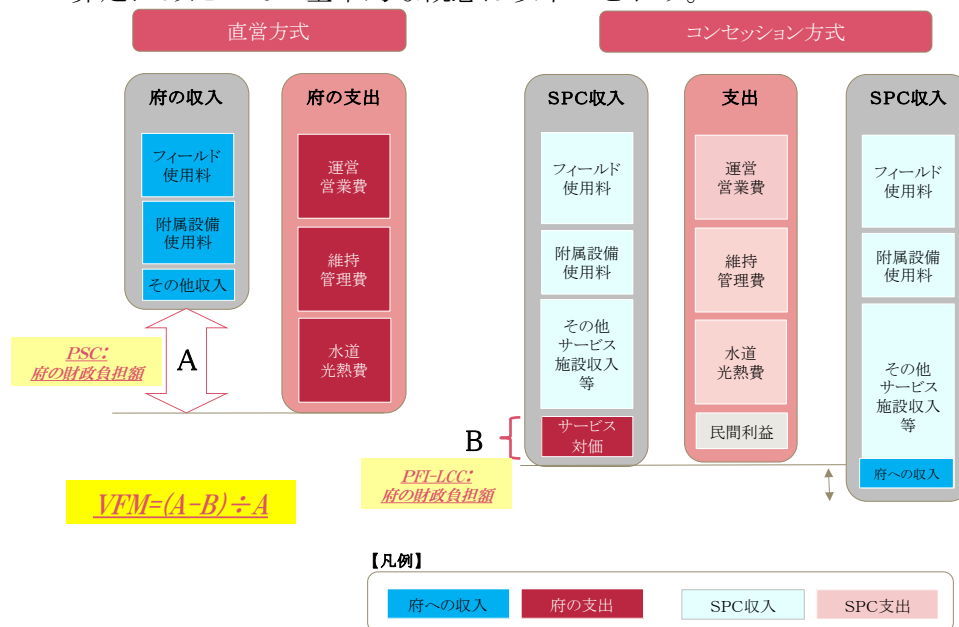 直営方式
コンセッション方式
府の収入
フィールド
使用料
附属設備
使用料
その他収入
府の支出
運営
営業費
維持
管理費
水道
光熱費
PSC:
府の財政負担額
A
VFM=(A-B)÷A
SPC収入
フィールド
使用料
附属設備
使用料
その他
サービス
施設収入
等
サービス
対価
B
PFI-LCC:
府の財政負担額
支出
運営
営業費
維持
管理費
水道
光熱費
民間利益
SPC収入
フィールド
使用料
附属設備
使用料
その他
サービス
施設収入
等
府への収入
【凡例】
府への収入
府の支出
SPC収入
SPC支出